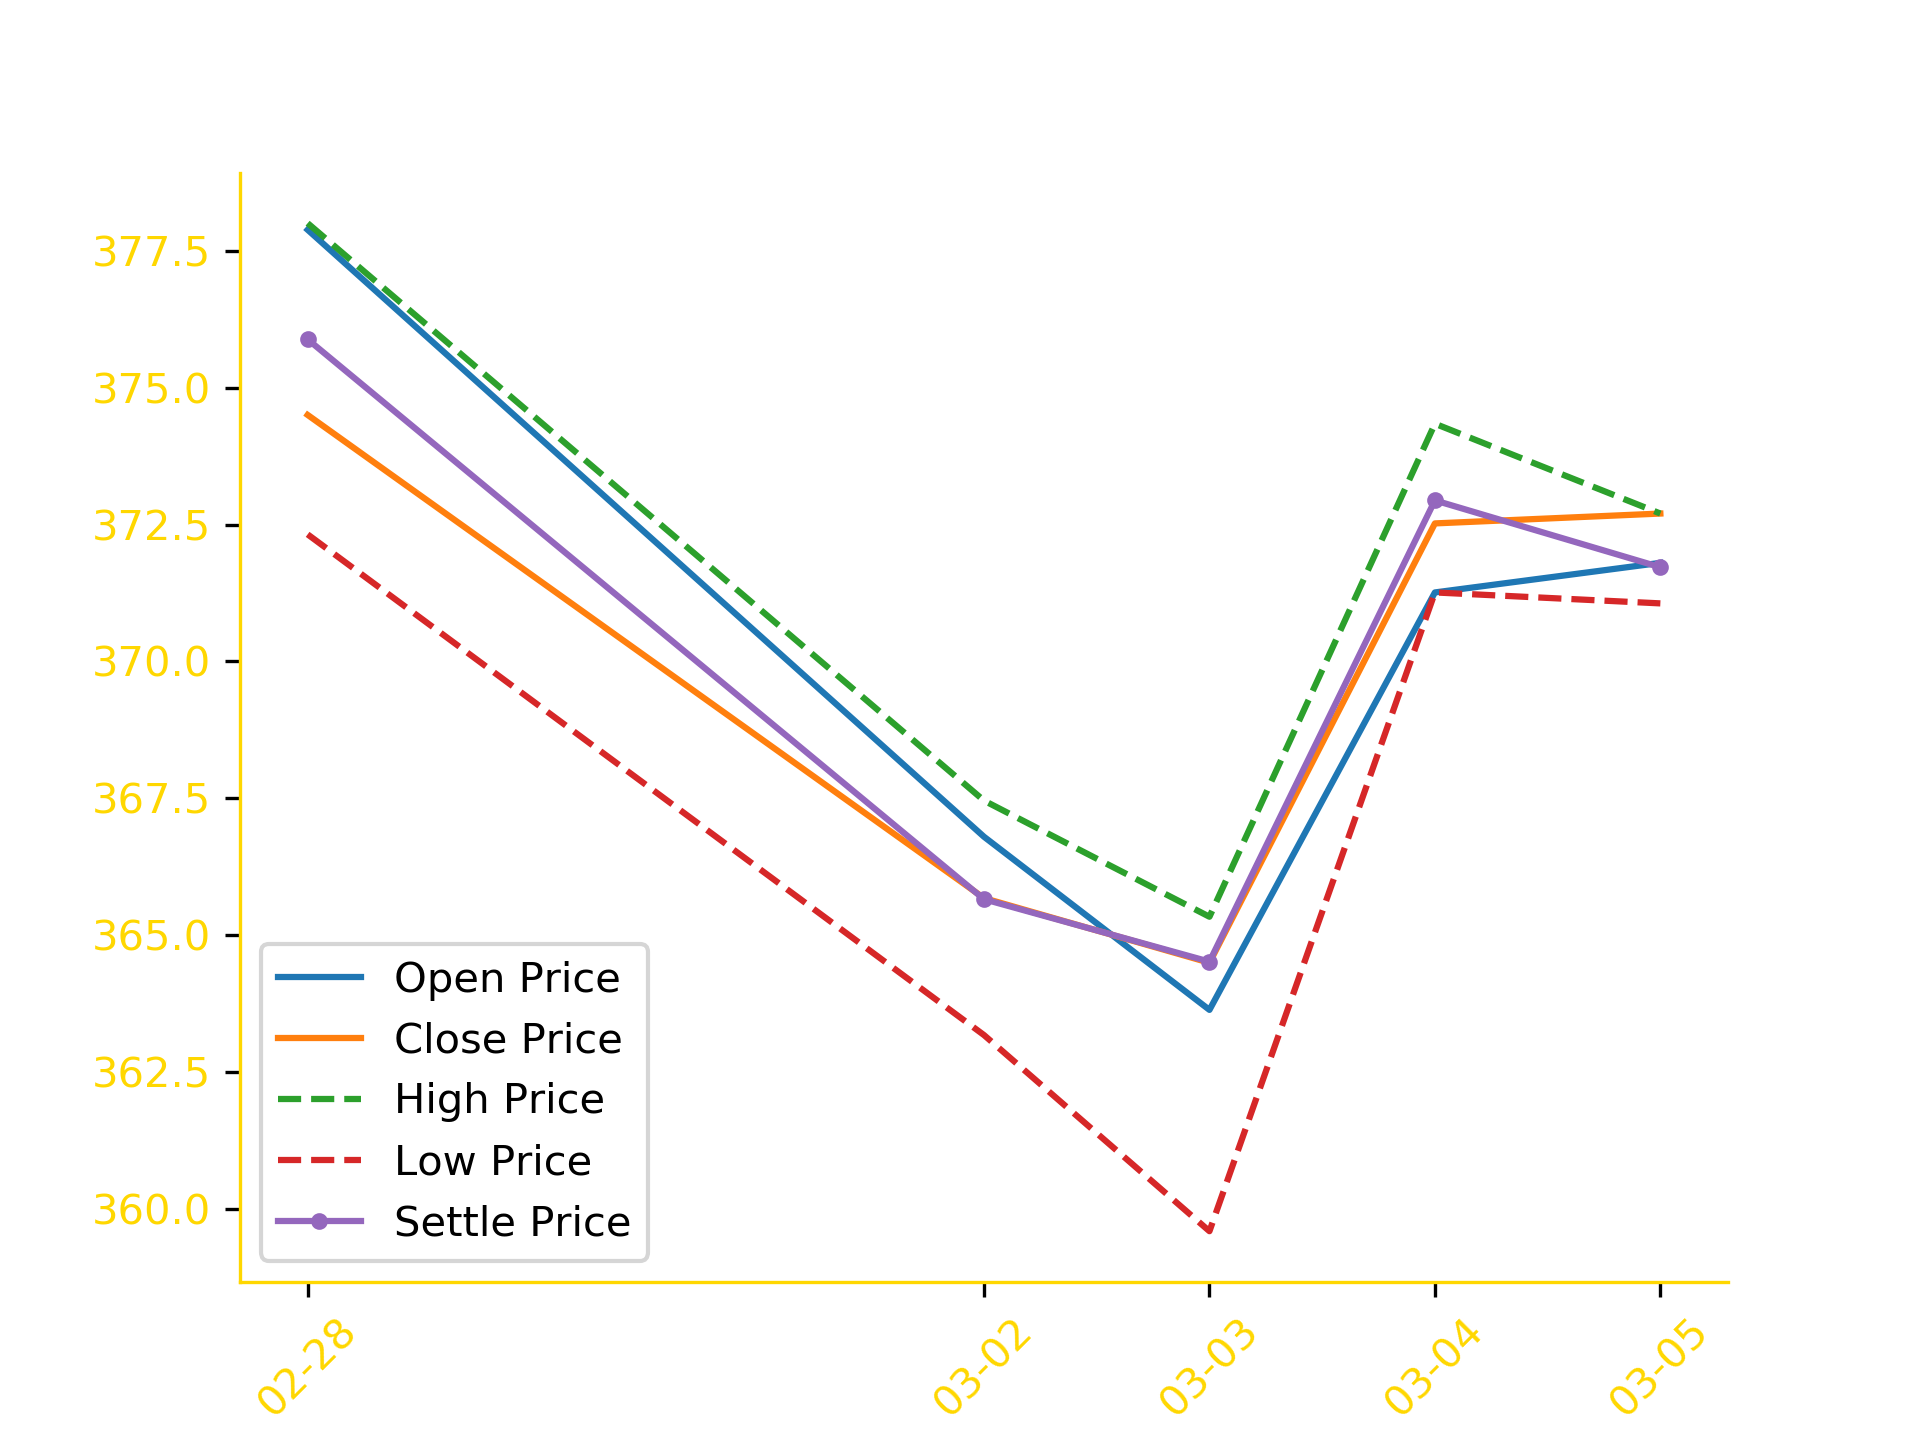 377.5
375.0
372.5
370.0
367.5
365.0
362.5
360.0
Open Price
Close Price
High Price
Low Price
Settle Price
02-28
03-02
03-03
03-04
03-05